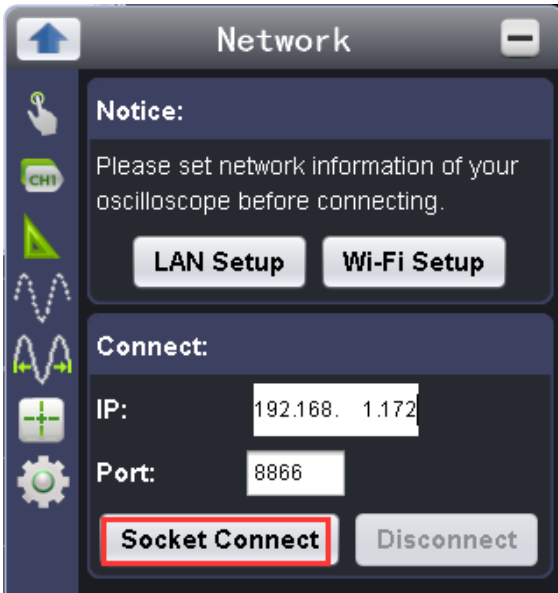 Network
CH1
Notice:
Please set network information of your
oscilloscope before connecting.
LAN Setup Wi-Fi Setup
Connect:
IP: 192.168. 1.172
Port: 8866
Socket Connect Disconnect